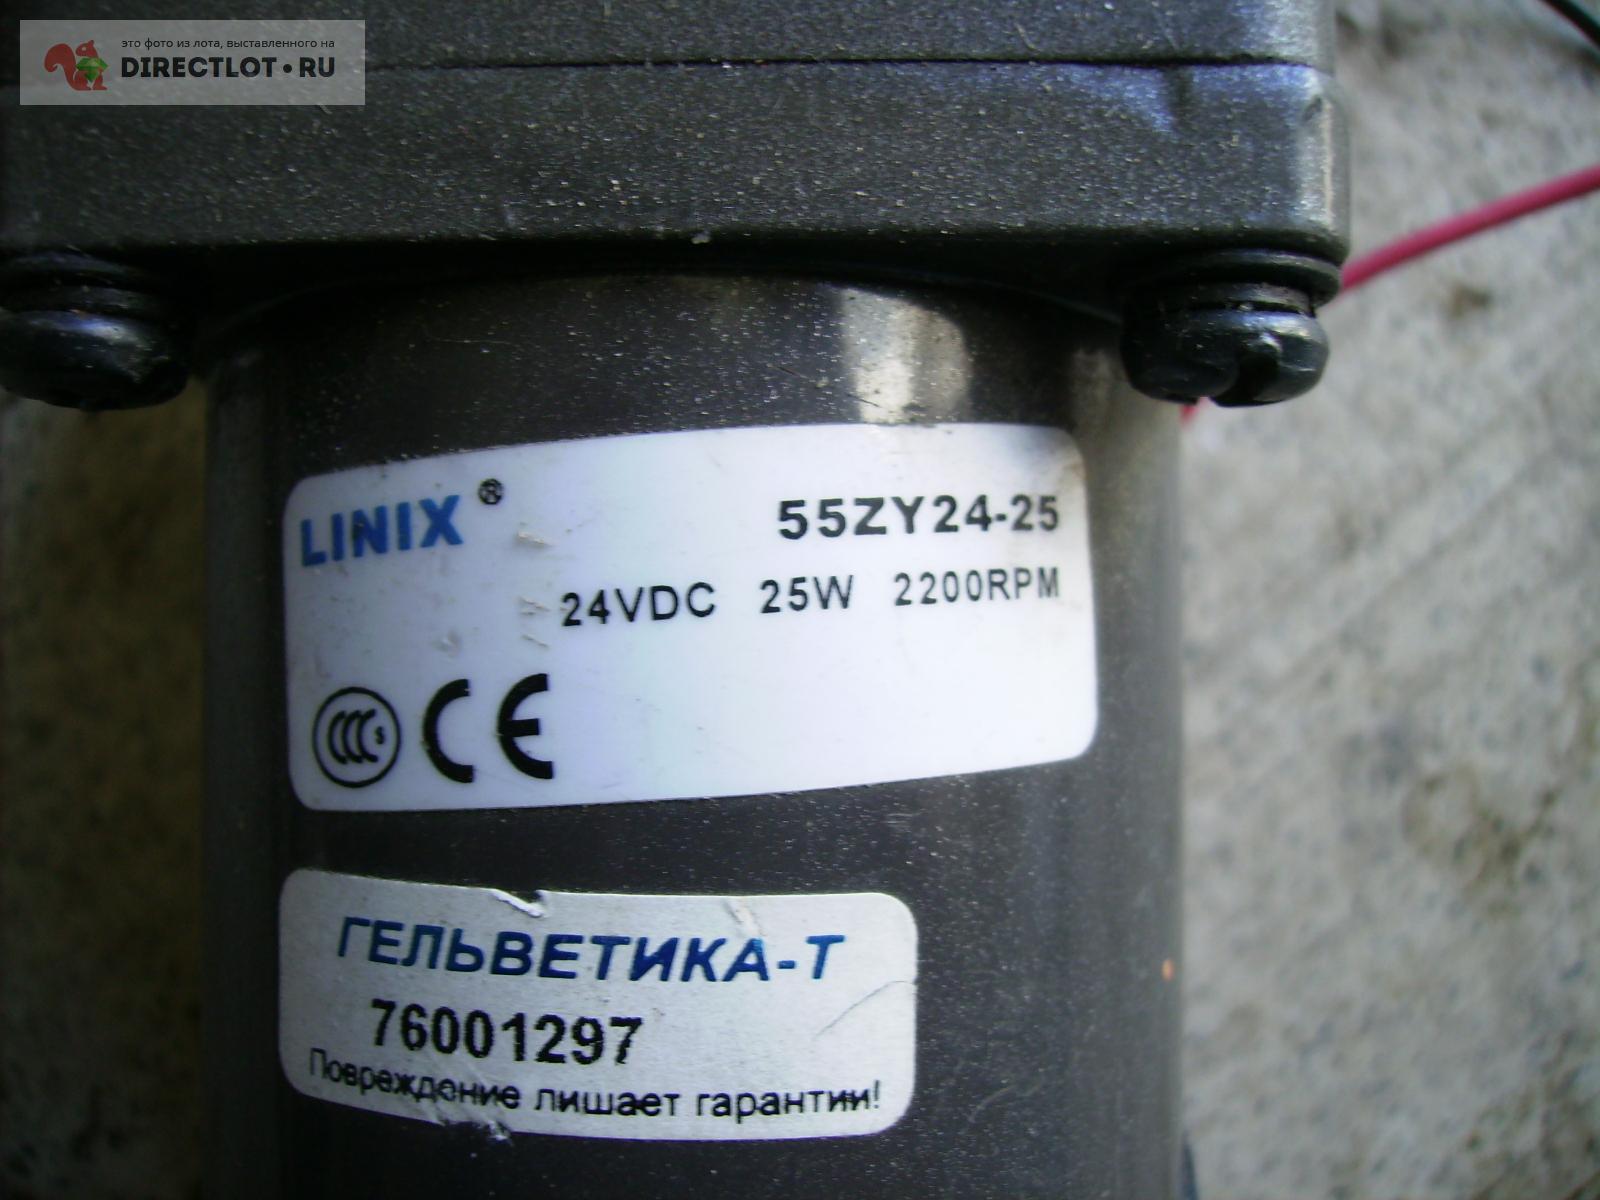 это фото из лота, выставленного на
DIRECTLOT•RU
LINIX® 55ZY24-25
24VDC 25W 2200RPM
CCC S CE
ГЕЛЬВЕТИКА-Т
76001297
Повреждение лишает гарантии!